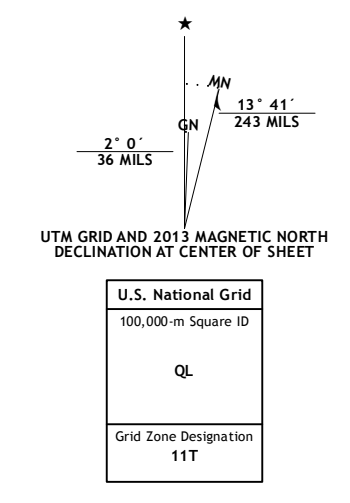 ★
MN
13° 41´
243 MILS
GN
2° 0´
36 MILS
UTM GRID AND 2013 MAGNETIC NORTH
DECLINATION AT CENTER OF SHEET
U.S. National Grid
100,000-m Square ID
QL
Grid Zone Designation
11T